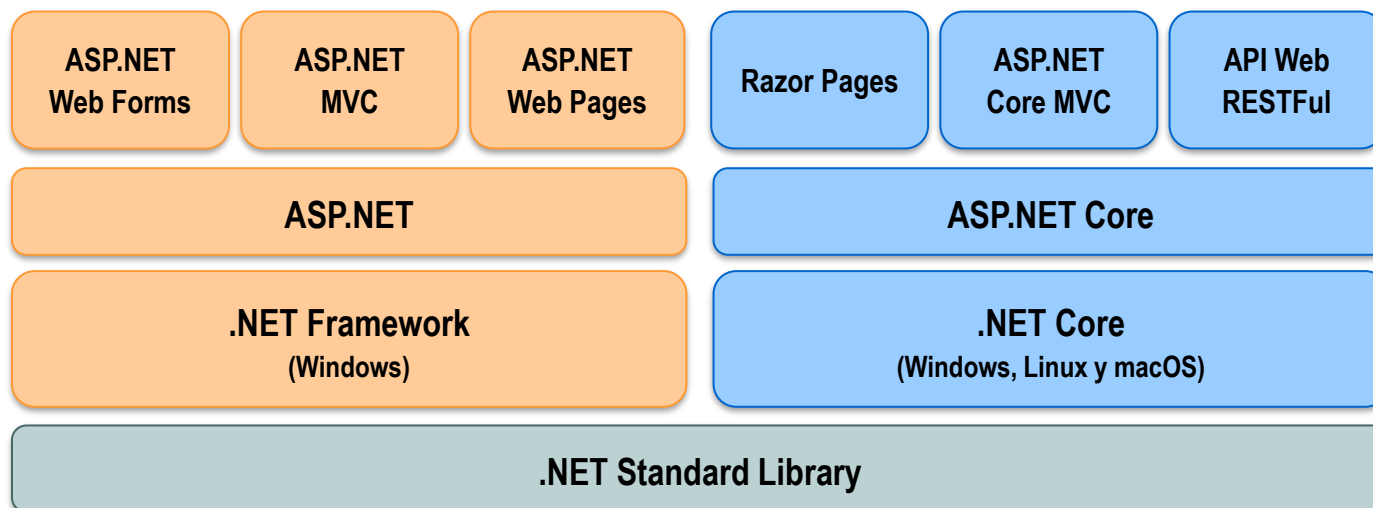 ASP.NET
Web Forms
ASP.NET
MVC
ASP.NET
Web Pages
Razor Pages
ASP.NET
Core MVC
API Web
RESTFul
ASP.NET
ASP.NET Core
.NET Framework
(Windows)
.NET Core
(Windows, Linux y macOS)
.NET Standard Library